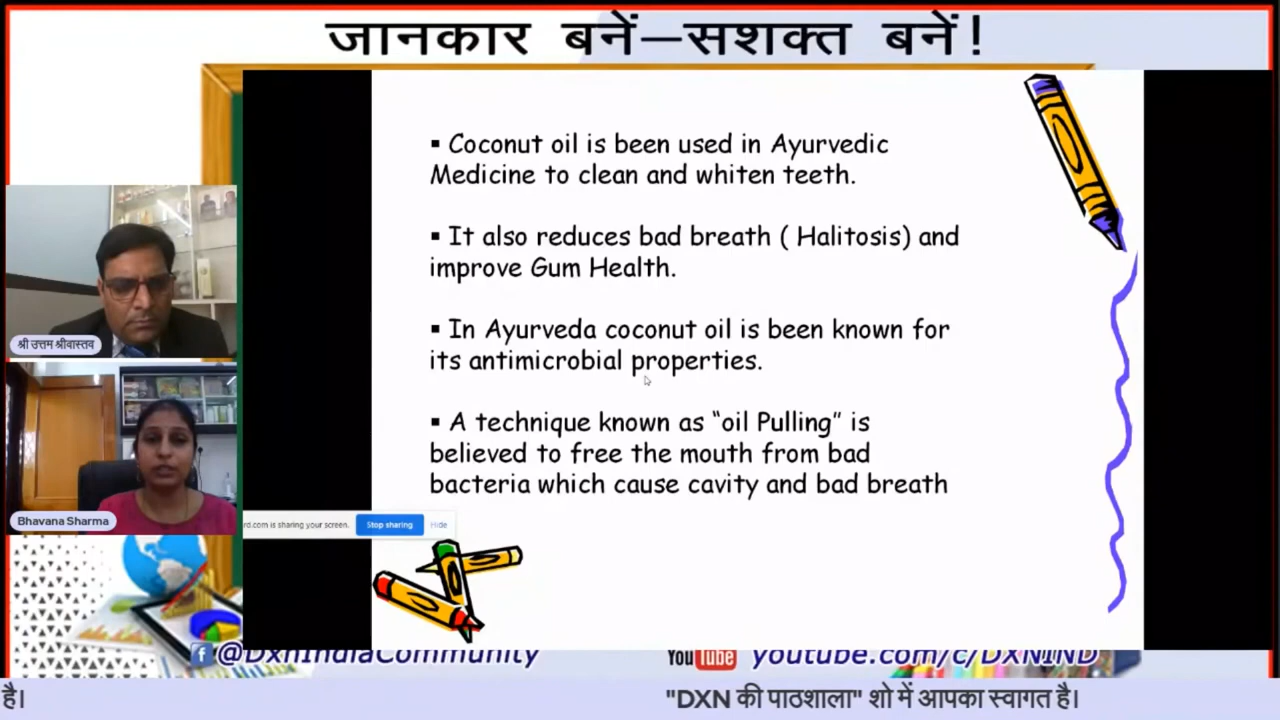 जानकार बनें–सशक्त बनें!
▪ Coconut oil is been used in Ayurvedic
Medicine to clean and whiten teeth.
▪ It also reduces bad breath ( Halitosis) and
improve Gum Health.
▪ In Ayurveda coconut oil is been known for
its antimicrobial properties.
▪ A technique known as “oil Pulling” is
believed to free the mouth from bad
bacteria which cause cavity and bad breath
श्री उत्तम श्रीवास्तव
Bhavana Sharma
rd.com is sharing your screen. Stop sharing Hide
@DxnIndiaCommunity
YouTube youtube.com/c/DXNIND
है। "DXN की पाठशाला" शो में आपका स्वागत है।